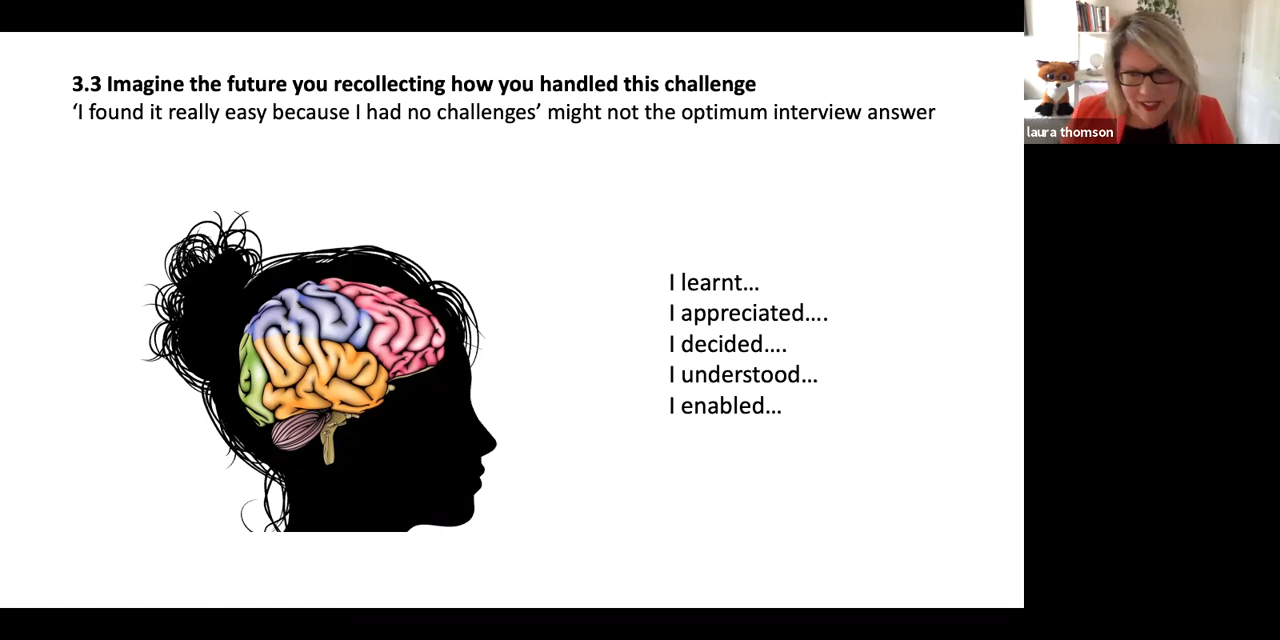 3.3 Imagine the future you recollecting how you handled this challenge
‘I found it really easy because I had no challenges’ might not the optimum interview answer
I learnt...
I appreciated....
I decided....
I understood...
I enabled...
laura thomson